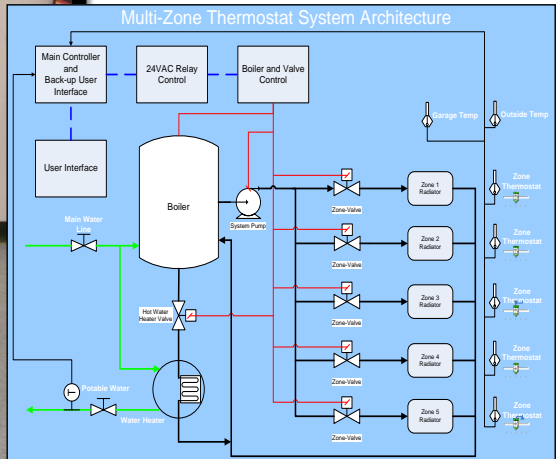 Multi-Zone Thermostat System Architecture
Main Controller
and
Back-up User
Interface
24VAC Relay
Control
Boiler and Valve
Control
Garage Temp
Outside Temp
User Interface
Boiler
System Pump
Main Water
Line
Hot Water
Heater Valve
Potable Water
Water Heater
T
Zone-Valve
Zone 1
Radiator
Zone
Thermostat
Zone-Valve
Zone 2
Radiator
Zone
Thermostat
Zone-Valve
Zone 3
Radiator
Zone
Thermostat
Zone-Valve
Zone 4
Radiator
Zone
Thermostat
Zone-Valve
Zone 5
Radiator
Zone
Thermostat